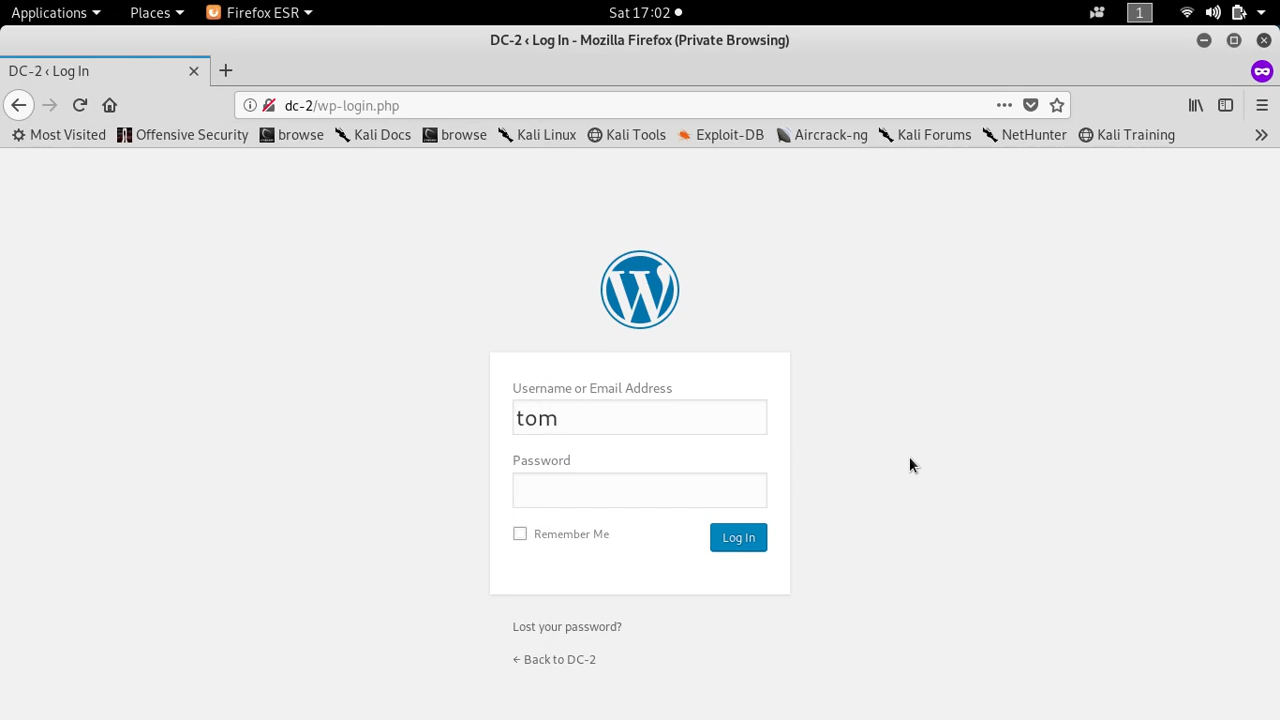 Applications Places Firefox ESR Sat 17:02 1
DC-2 ‹ Log In - Mozilla Firefox (Private Browsing)
DC-2 ‹ Log In
dc-2/wp-login.php
Most Visited Offensive Security browse Kali Docs browse Kali Linux Kali Tools Exploit-DB Aircrack-ng Kali Forums NetHunter Kali Training
Username or Email Address
tom
Password
Remember Me Log In
Lost your password?
← Back to DC-2